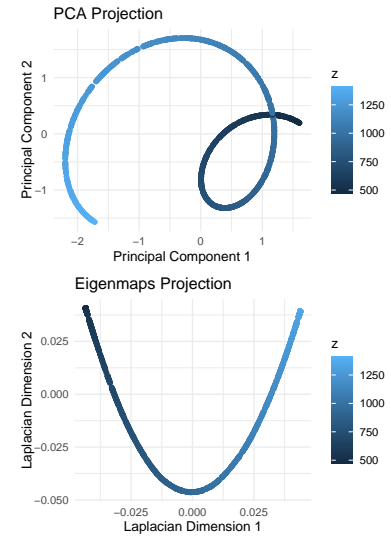 PCA Projection
Principal Component 2
1
0
−1
−2
−1
0
1
Principal Component 1
z
1250
1000
750
500
Eigenmaps Projection
Laplacian Dimension 2
0.025
0.000
−0.025
−0.050
−0.025
0.000
0.025
Laplacian Dimension 1
z
1250
1000
750
500